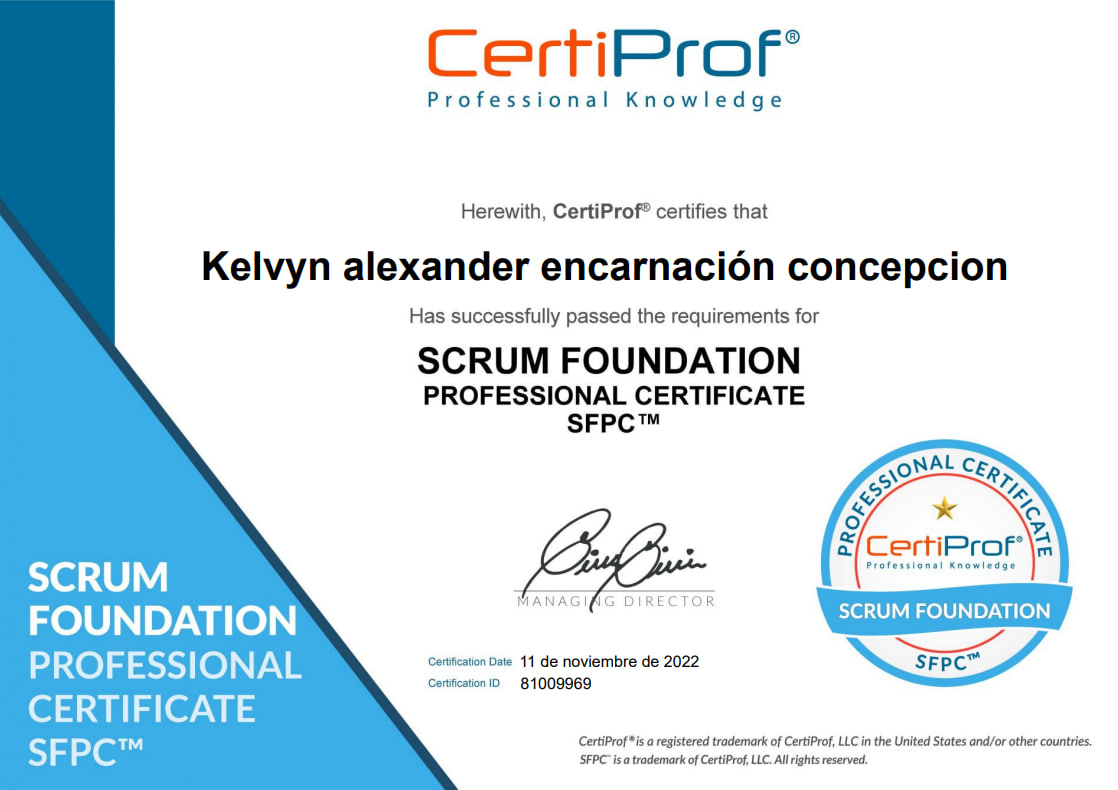 CertiProf®
Professional Knowledge
Herewith, CertiProf® certifies that
Kelvyn alexander encarnación concepcion
Has successfully passed the requirements for
SCRUM FOUNDATION
PROFESSIONAL CERTIFICATE
SFPC™
MANAGING DIRECTOR
Certification Date 11 de noviembre de 2022
Certification ID 81009969
PROFESSIONAL CERTIFICATE
CertiProf®
Professional Knowledge
SCRUM FOUNDATION
SFPC™
SCRUM
FOUNDATION
PROFESSIONAL
CERTIFICATE
SFPC™
CertiProf® is a registered trademark of CertiProf, LLC in the United States and/or other countries.
SFPC™ is a trademark of CertiProf, LLC. All rights reserved.